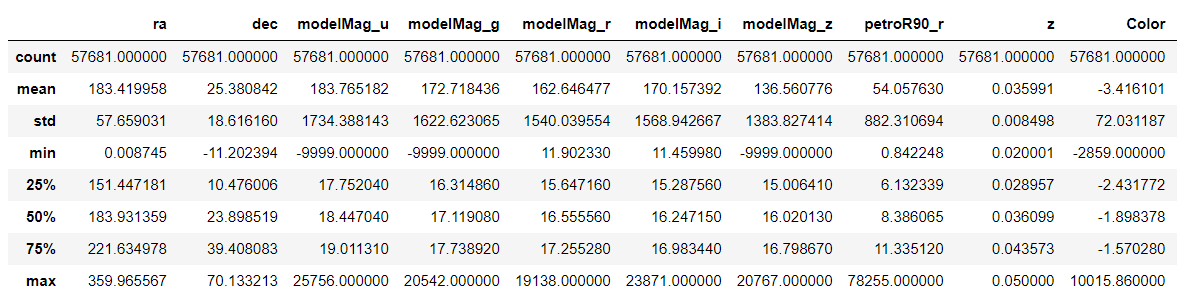 ra dec modelMag_u modelMag_g modelMag_r modelMag_i modelMag_z petroR90_r z Color
count 57681.000000 57681.000000 57681.000000 57681.000000 57681.000000 57681.000000 57681.000000 57681.000000 57681.000000 57681.000000
mean 183.419958 25.380842 183.765182 172.718436 162.646477 170.157392 136.560776 54.057630 0.035991 -3.416101
std 57.659031 18.616160 1734.388143 1622.623065 1540.039554 1568.942667 1383.827414 882.310694 0.008498 72.031187
min 0.008745 -11.202394 -9999.000000 -9999.000000 11.902330 11.459980 -9999.000000 0.842248 0.020001 -2859.000000
25% 151.447181 10.476006 17.752040 16.314860 15.647160 15.287560 15.006410 6.132339 0.028957 -2.431772
50% 183.931359 23.898519 18.447040 17.119080 16.555560 16.247150 16.020130 8.386065 0.036099 -1.898378
75% 221.634978 39.408083 19.011310 17.738920 17.255280 16.983440 16.798670 11.335120 0.043573 -1.570280
max 359.965567 70.133213 25756.000000 20542.000000 19138.000000 23871.000000 20767.000000 78255.000000 0.050000 10015.860000